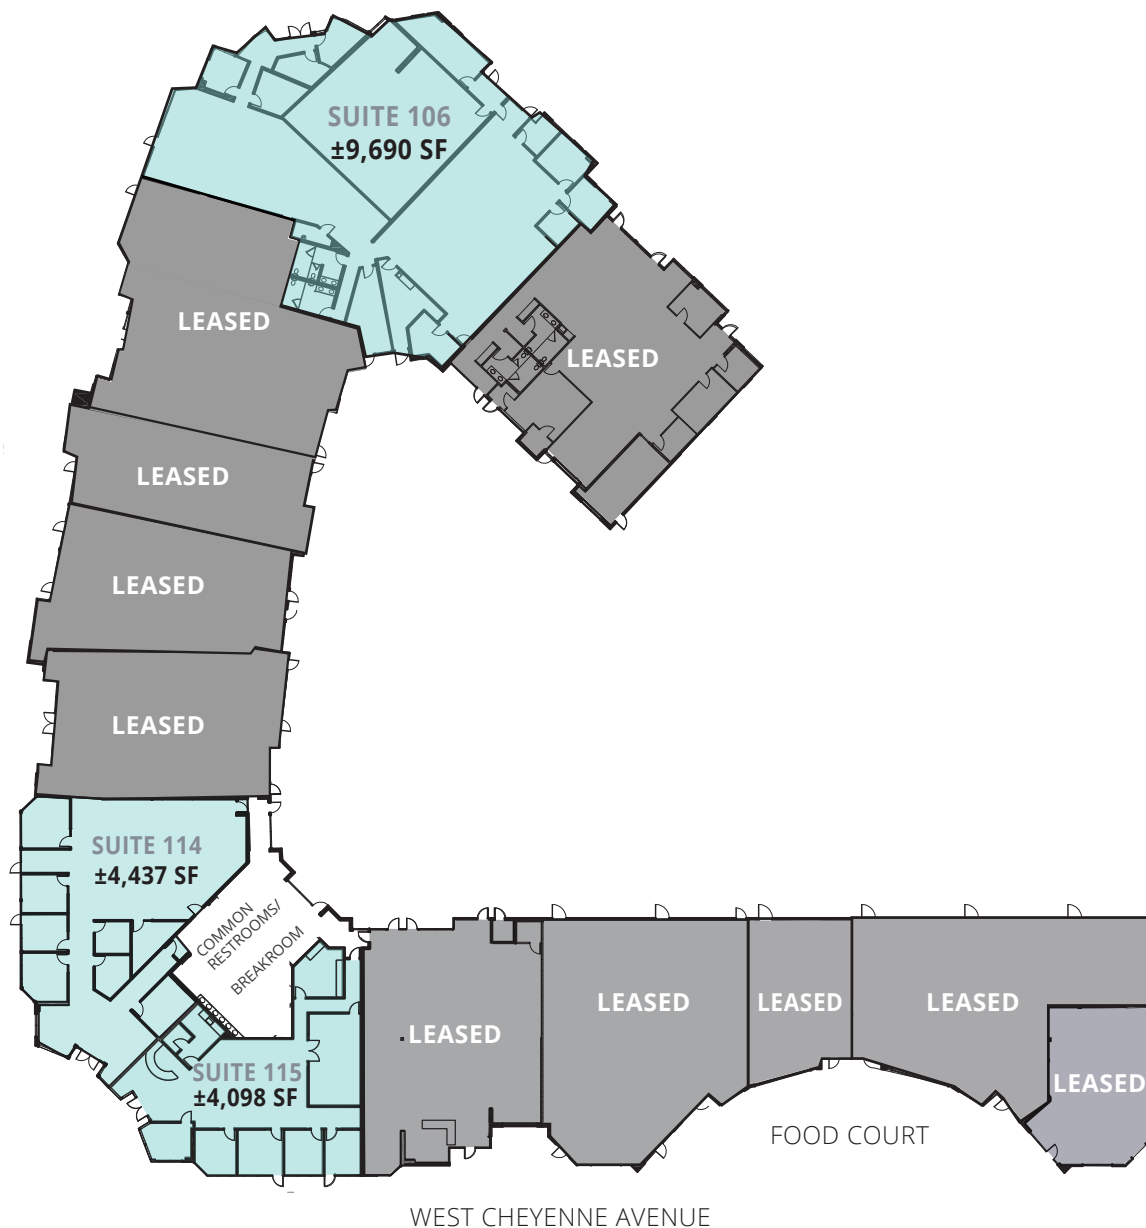 SUITE 106
±9,690 SF
LEASED
LEASED
LEASED
LEASED
LEASED
SUITE 114
±4,437 SF
COMMON
RESTROOMS/
BREAKROOM
LEASED
LEASED
LEASED
LEASED
SUITE 115
±4,098 SF
LEASED
FOOD COURT
WEST CHEYENNE AVENUE